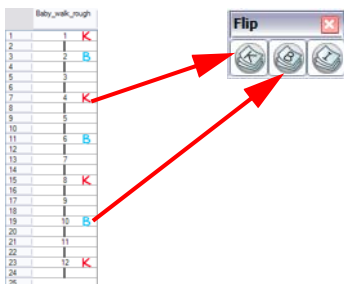 Baby_walk_rough
1 1 K
2
3 2 B
4
5 3
6
7 4 K
8
9 5
10
11 6 B
12
13 7
14
15 8 K
16
17 9
18
19 10 B
20
21 11
22
23 12 K
24
25
Flip
K B I